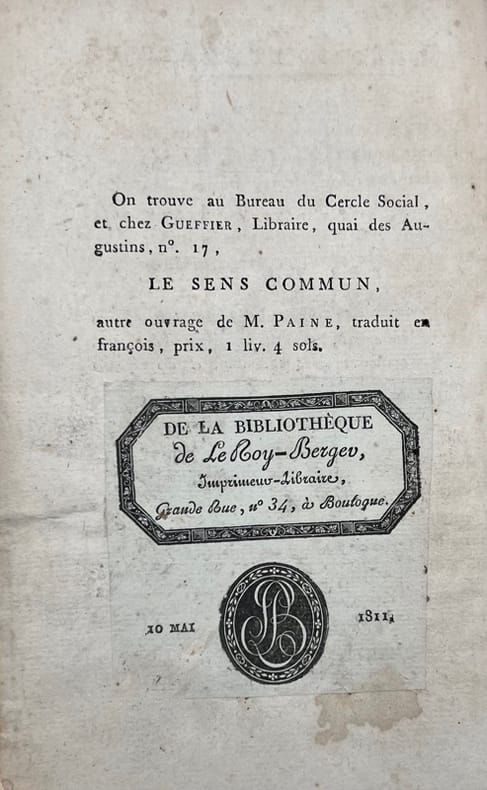 On trouve au Bureau du Cercle Social,
et chez GUEFFIER, Libraire, quai des Au-
gustins, n°. 17,
LE SENS COMMUN,
autre ouvrage de M. PAINE, traduit en
françois, prix, 1 liv. 4 sols.
DE LA BIBLIOTHÈQUE
de Le Roy-Berger,
Imprimeur-Libraire,
Grande Rue, n° 34, à Boulogne.
10 MAI
1811,